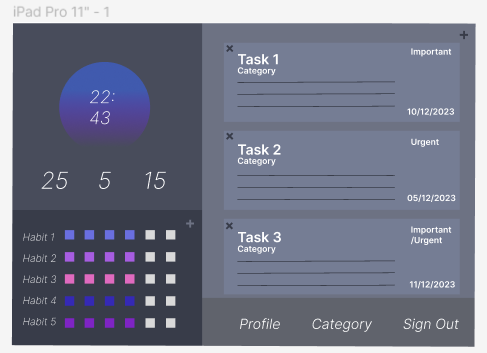 iPad Pro 11" - 1
22:
43
25 5 15
Habit 1
Habit 2
Habit 3
Habit 4
Habit 5
Task 1
Category
Important
10/12/2023
Task 2
Category
Urgent
05/12/2023
Task 3
Category
Important
/Urgent
11/12/2023
Profile Category Sign Out